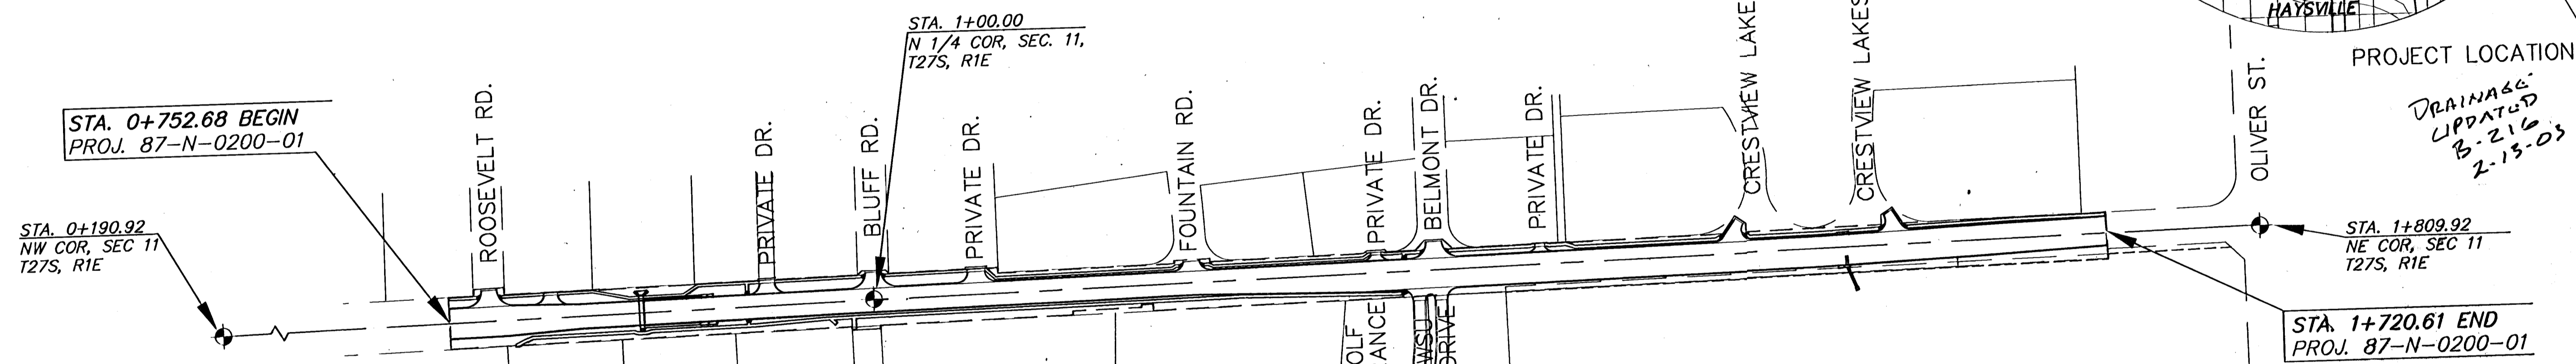 HAYSVILLE
PROJECT LOCATION
DRAINAGE
UPDATED
B-216
2-13-03
STA. 1+00.00
N 1/4 COR, SEC. 11,
T27S, R1E
STA. 0+752.68 BEGIN
PROJ. 87-N-0200-01
STA. 0+190.92
NW COR, SEC 11
T27S, R1E
ROOSEVELT RD.
PRIVATE DR.
BLUFF RD.
PRIVATE DR.
FOUNTAIN RD.
PRIVATE DR.
BELMONT DR.
PRIVATE DR.
CRESTVIEW LAKE
CRESTVIEW LAKES
OLIVER ST.
STA. 1+809.92
NE COR, SEC 11
T27S, R1E
OLF
ANCE
WSU
DRIVE
STA. 1+720.61 END
PROJ. 87-N-0200-01